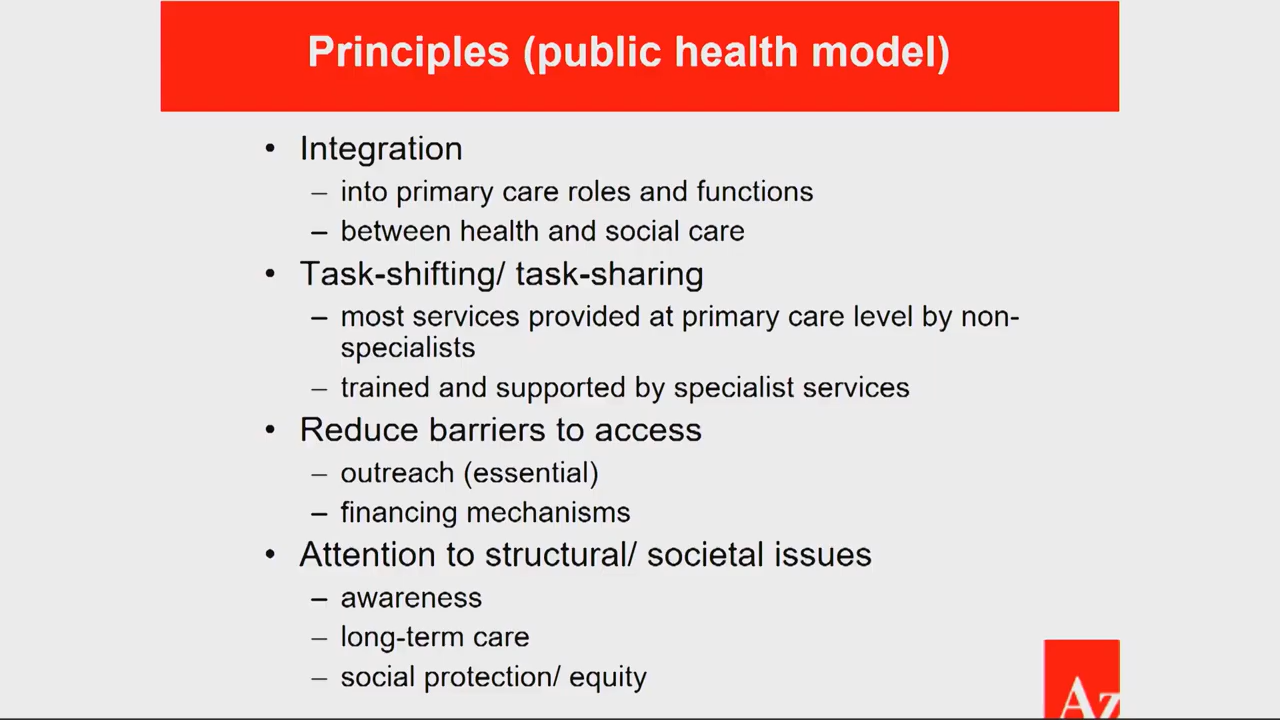 Principles (public health model)
• Integration
– into primary care roles and functions
– between health and social care
• Task-shifting/ task-sharing
– most services provided at primary care level by non-
specialists
– trained and supported by specialist services
• Reduce barriers to access
– outreach (essential)
– financing mechanisms
• Attention to structural/ societal issues
– awareness
– long-term care
– social protection/ equity
Az